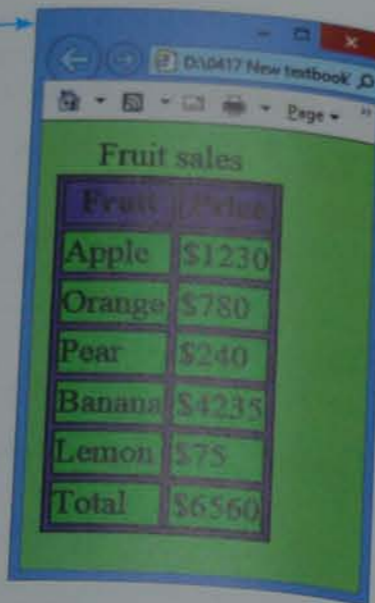 D:\0417 New textbook\
Page
Fruit sales
Fruit Price
Apple $1230
Orange $780
Pear $240
Banana $4235
Lemon $75
Total $6560